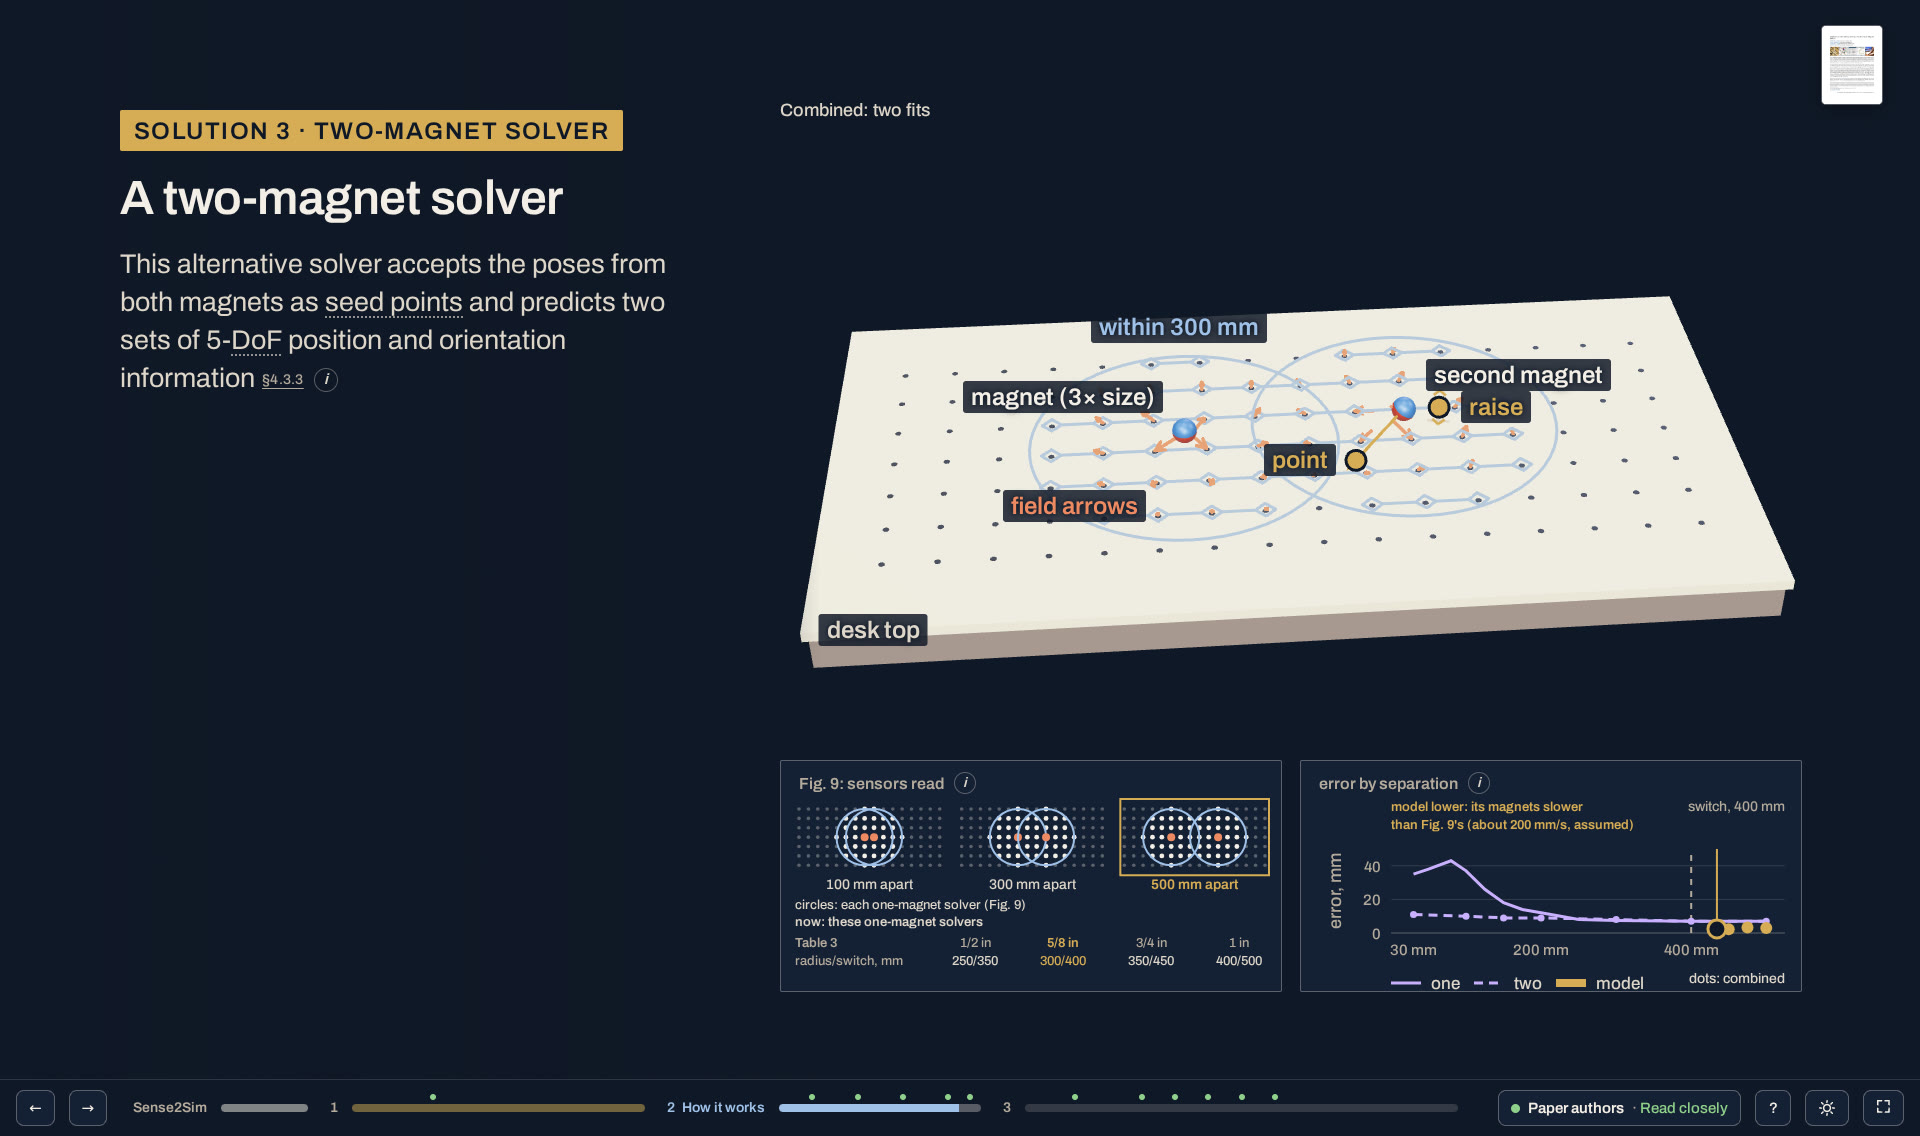 SOLUTION 3 · TWO-MAGNET SOLVER
A two-magnet solver
This alternative solver accepts the poses from
both magnets as seed points and predicts two
sets of 5-DoF position and orientation
information §4.3.3 i
Combined: two fits
within 300 mm
magnet (3× size)
second magnet
raise
point
field arrows
desk top
Fig. 9: sensors read i
100 mm apart
300 mm apart
500 mm apart
circles: each one-magnet solver (Fig. 9)
now: these one-magnet solvers
Table 3 1/2 in 5/8 in 3/4 in 1 in
radius/switch, mm 250/350 300/400 350/450 400/500
error by separation i
model lower: its magnets slower
than Fig. 9's (about 200 mm/s, assumed)
switch, 400 mm
error, mm
40
20
0
30 mm 200 mm 400 mm
one two model
dots: combined
← → Sense2Sim 1 2 How it works 3 Paper authors · Read closely ?